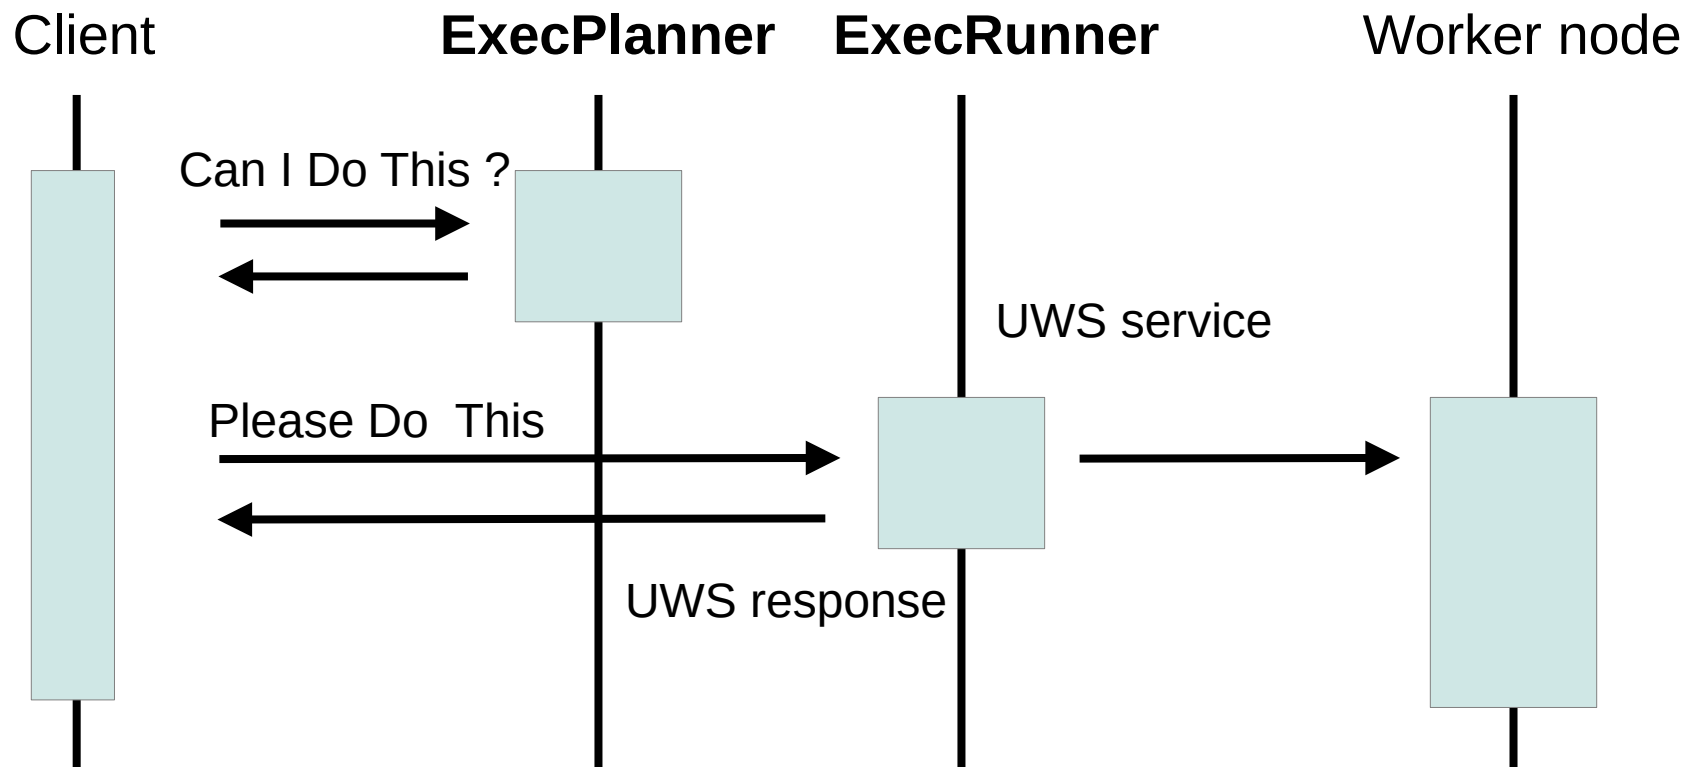 Client
ExecPlanner
ExecRunner
Worker node
Can I Do This ?
UWS service
Please Do  This
UWS response